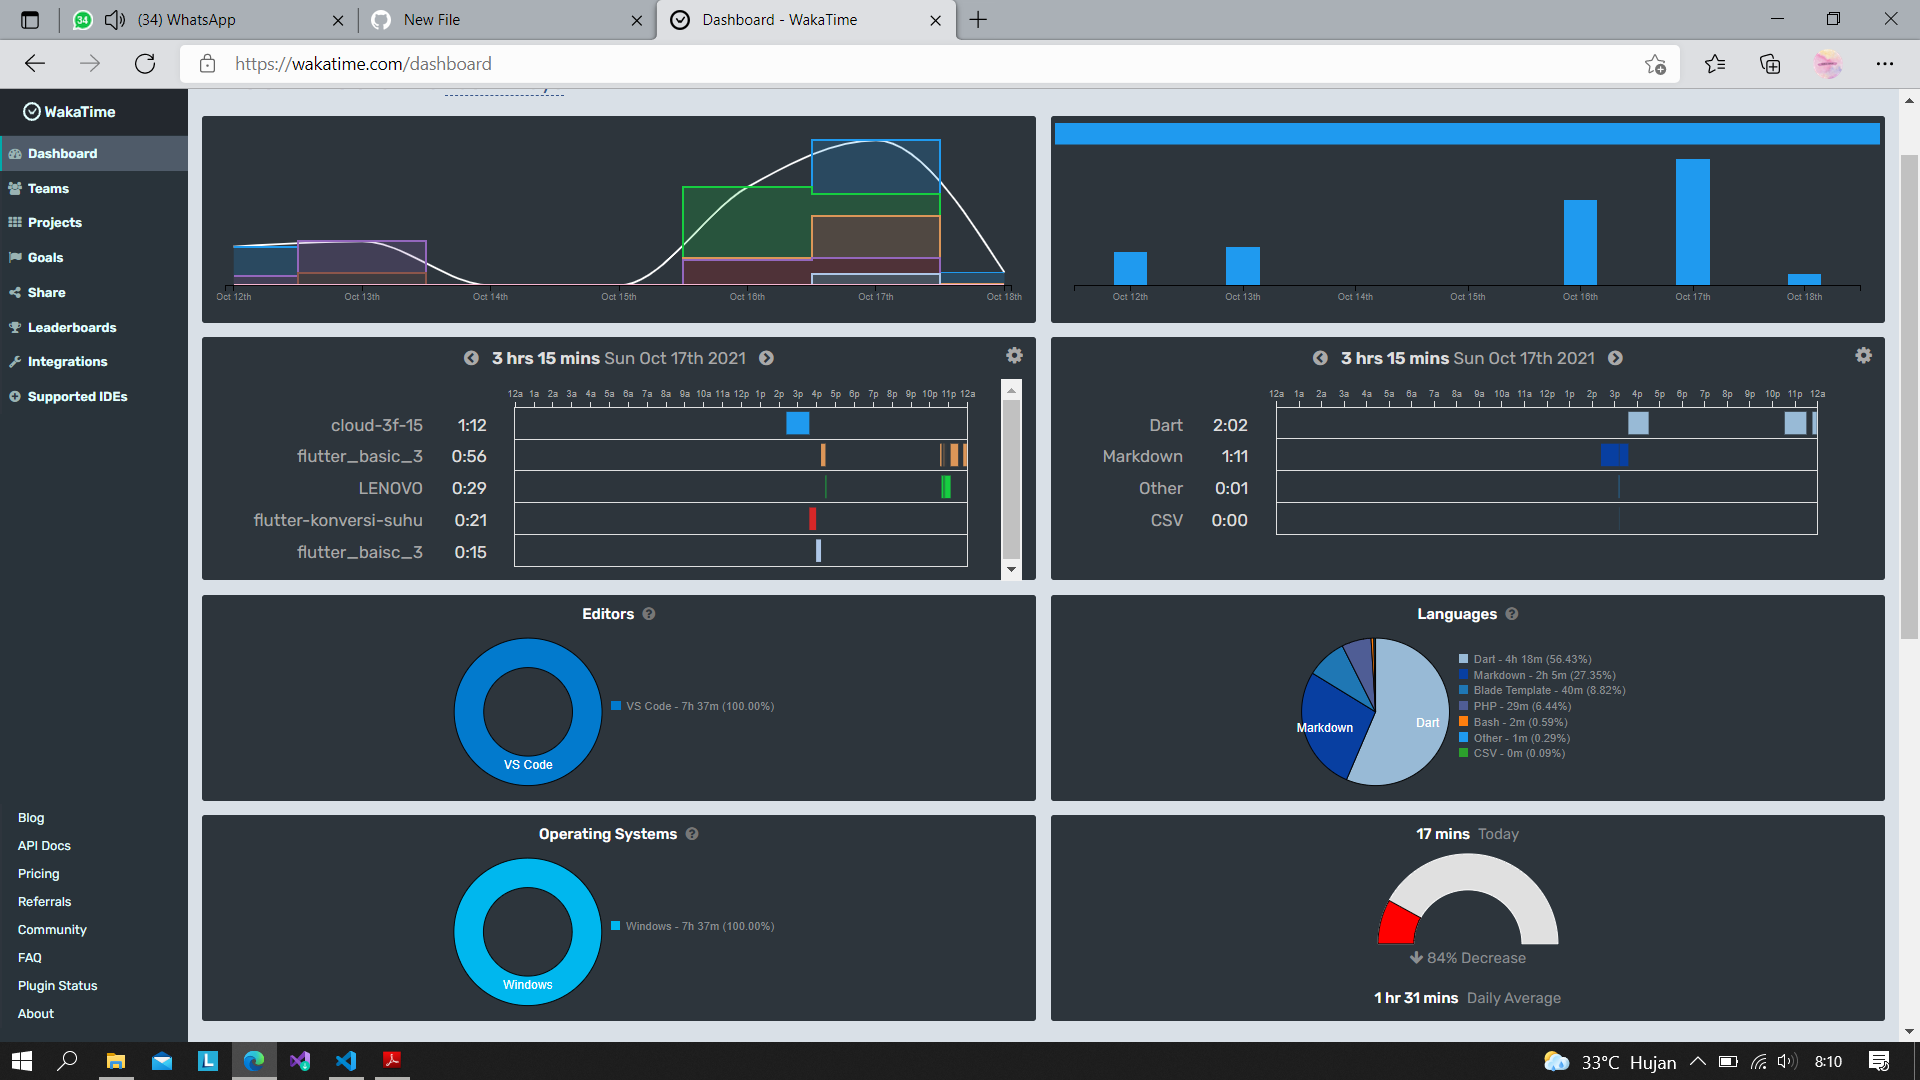 (34) WhatsApp
New File
Dashboard - WakaTime
https://wakatime.com/dashboard
WakaTime
Dashboard
Teams
Projects
Goals
Share
Leaderboards
Integrations
Supported IDEs
Blog
API Docs
Pricing
Referrals
Community
FAQ
Plugin Status
About
Oct 12th Oct 13th Oct 14th Oct 15th Oct 16th Oct 17th Oct 18th
Oct 12th Oct 13th Oct 14th Oct 15th Oct 16th Oct 17th Oct 18th
3 hrs 15 mins Sun Oct 17th 2021
12a 1a 2a 3a 4a 5a 6a 7a 8a 9a 10a 11a 12p 1p 2p 3p 4p 5p 6p 7p 8p 9p 10p 11p 12a
cloud-3f-15 1:12
flutter_basic_3 0:56
LENOVO 0:29
flutter-konversi-suhu 0:21
flutter_baisc_3 0:15
3 hrs 15 mins Sun Oct 17th 2021
12a 1a 2a 3a 4a 5a 6a 7a 8a 9a 10a 11a 12p 1p 2p 3p 4p 5p 6p 7p 8p 9p 10p 11p 12a
Dart 2:02
Markdown 1:11
Other 0:01
CSV 0:00
Editors
VS Code
VS Code - 7h 37m (100.00%)
Languages
Markdown
Dart
Dart - 4h 18m (56.43%)
Markdown - 2h 5m (27.35%)
Blade Template - 40m (8.82%)
PHP - 29m (6.44%)
Bash - 2m (0.59%)
Other - 1m (0.29%)
CSV - 0m (0.09%)
Operating Systems
Windows
Windows - 7h 37m (100.00%)
17 mins Today
84% Decrease
1 hr 31 mins Daily Average
33°C Hujan
8:10